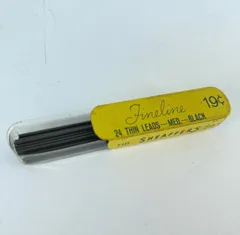 Fineline 19¢
24 THIN LEADS—MED.—BLACK
SHEAFFER'S